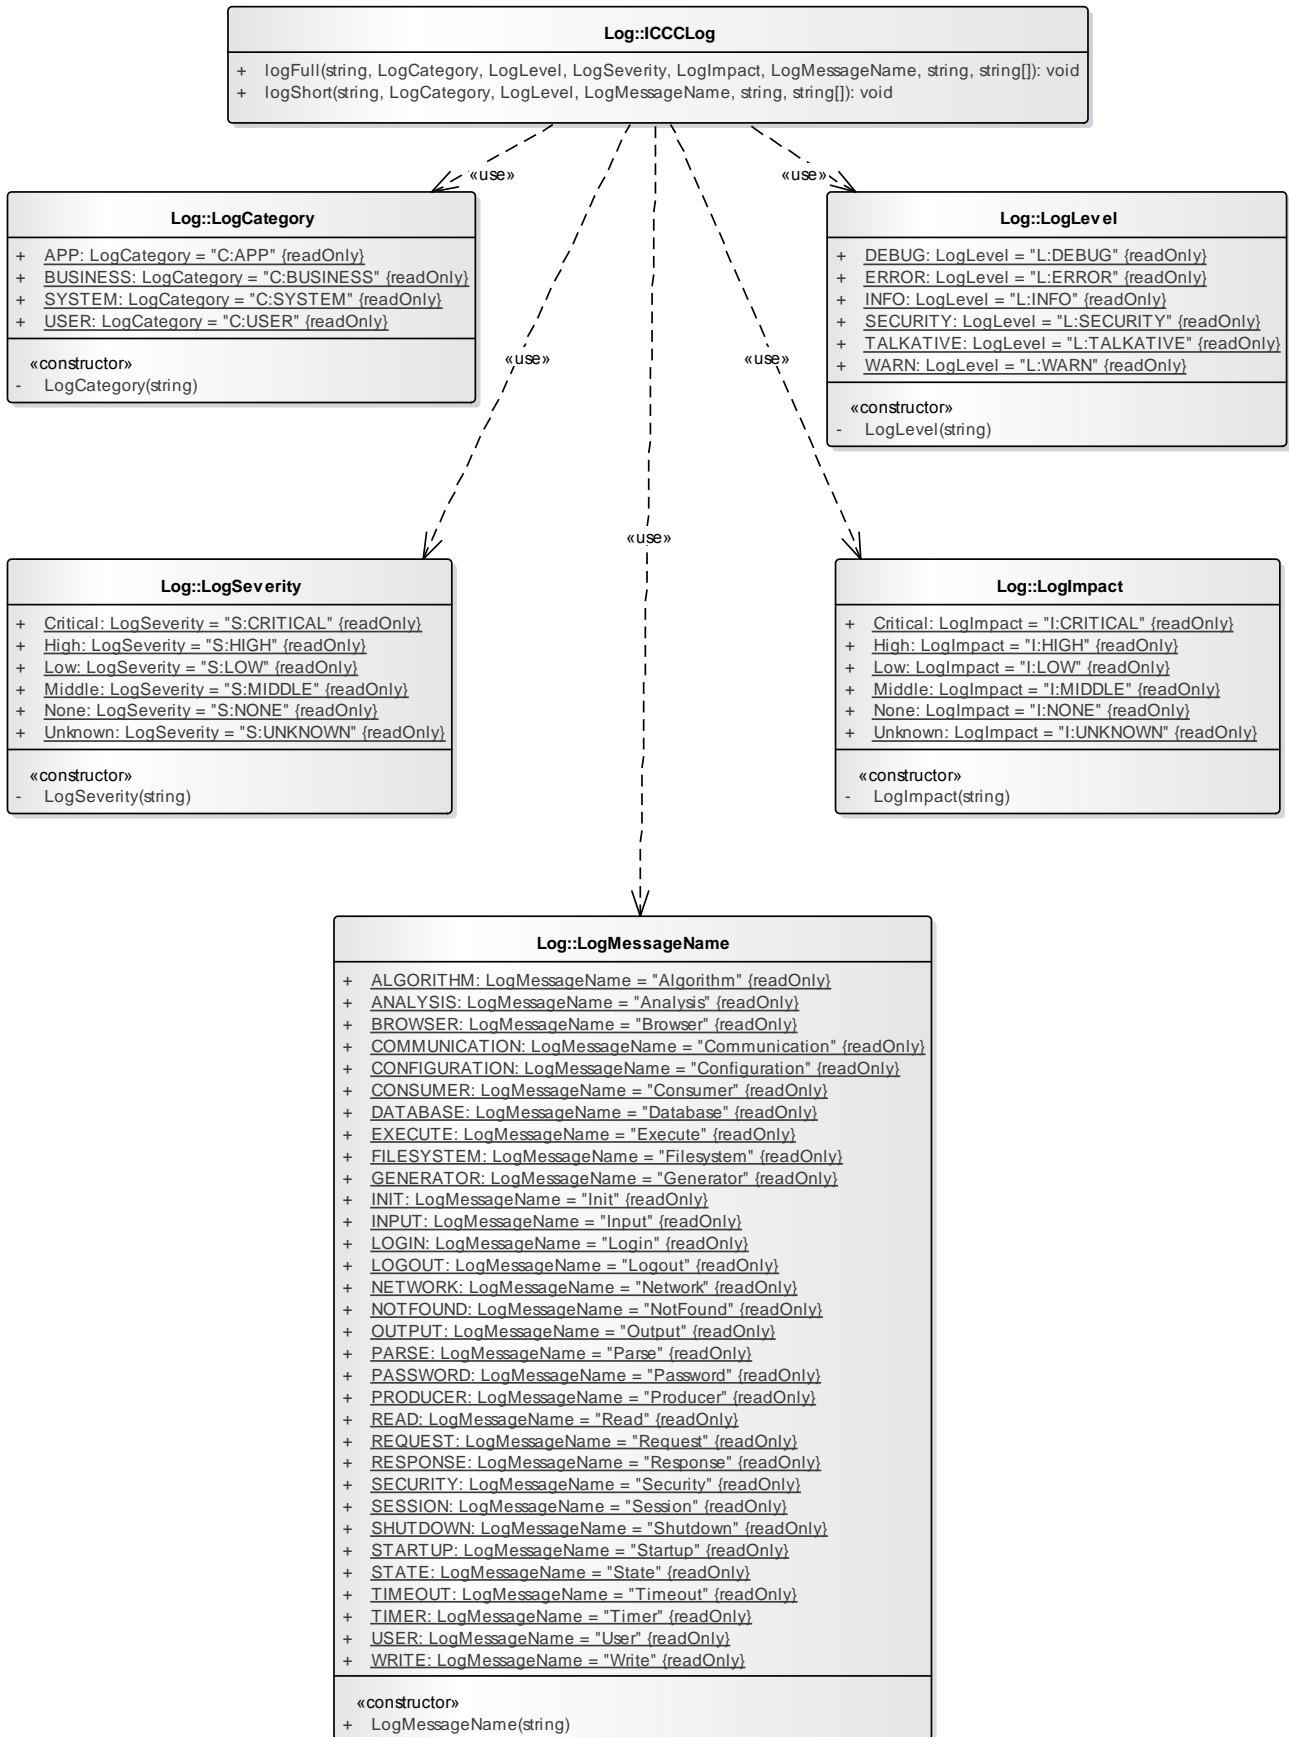 Log::ICCCLog
+ logFull(string, LogCategory, LogLevel, LogSeverity, LogImpact, LogMessageName, string, string[]): void
+ logShort(string, LogCategory, LogLevel, LogMessageName, string, string[]): void
«use»
«use»
Log::LogCategory
+ APP: LogCategory = "C:APP" {readOnly}
+ BUSINESS: LogCategory = "C:BUSINESS" {readOnly}
+ SYSTEM: LogCategory = "C:SYSTEM" {readOnly}
+ USER: LogCategory = "C:USER" {readOnly}
«constructor»
- LogCategory(string)
Log::LogLevel
+ DEBUG: LogLevel = "L:DEBUG" {readOnly}
+ ERROR: LogLevel = "L:ERROR" {readOnly}
+ INFO: LogLevel = "L:INFO" {readOnly}
+ SECURITY: LogLevel = "L:SECURITY" {readOnly}
+ TALKATIVE: LogLevel = "L:TALKATIVE" {readOnly}
+ WARN: LogLevel = "L:WARN" {readOnly}
«constructor»
- LogLevel(string)
«use»
«use»
«use»
Log::LogSeverity
+ Critical: LogSeverity = "S:CRITICAL" {readOnly}
+ High: LogSeverity = "S:HIGH" {readOnly}
+ Low: LogSeverity = "S:LOW" {readOnly}
+ Middle: LogSeverity = "S:MIDDLE" {readOnly}
+ None: LogSeverity = "S:NONE" {readOnly}
+ Unknown: LogSeverity = "S:UNKNOWN" {readOnly}
«constructor»
- LogSeverity(string)
Log::LogImpact
+ Critical: LogImpact = "I:CRITICAL" {readOnly}
+ High: LogImpact = "I:HIGH" {readOnly}
+ Low: LogImpact = "I:LOW" {readOnly}
+ Middle: LogImpact = "I:MIDDLE" {readOnly}
+ None: LogImpact = "I:NONE" {readOnly}
+ Unknown: LogImpact = "I:UNKNOWN" {readOnly}
«constructor»
- LogImpact(string)
Log::LogMessageName
+ ALGORITHM: LogMessageName = "Algorithm" {readOnly}
+ ANALYSIS: LogMessageName = "Analysis" {readOnly}
+ BROWSER: LogMessageName = "Browser" {readOnly}
+ COMMUNICATION: LogMessageName = "Communication" {readOnly}
+ CONFIGURATION: LogMessageName = "Configuration" {readOnly}
+ CONSUMER: LogMessageName = "Consumer" {readOnly}
+ DATABASE: LogMessageName = "Database" {readOnly}
+ EXECUTE: LogMessageName = "Execute" {readOnly}
+ FILESYSTEM: LogMessageName = "Filesystem" {readOnly}
+ GENERATOR: LogMessageName = "Generator" {readOnly}
+ INIT: LogMessageName = "Init" {readOnly}
+ INPUT: LogMessageName = "Input" {readOnly}
+ LOGIN: LogMessageName = "Login" {readOnly}
+ LOGOUT: LogMessageName = "Logout" {readOnly}
+ NETWORK: LogMessageName = "Network" {readOnly}
+ NOTFOUND: LogMessageName = "NotFound" {readOnly}
+ OUTPUT: LogMessageName = "Output" {readOnly}
+ PARSE: LogMessageName = "Parse" {readOnly}
+ PASSWORD: LogMessageName = "Password" {readOnly}
+ PRODUCER: LogMessageName = "Producer" {readOnly}
+ READ: LogMessageName = "Read" {readOnly}
+ REQUEST: LogMessageName = "Request" {readOnly}
+ RESPONSE: LogMessageName = "Response" {readOnly}
+ SECURITY: LogMessageName = "Security" {readOnly}
+ SESSION: LogMessageName = "Session" {readOnly}
+ SHUTDOWN: LogMessageName = "Shutdown" {readOnly}
+ STARTUP: LogMessageName = "Startup" {readOnly}
+ STATE: LogMessageName = "State" {readOnly}
+ TIMEOUT: LogMessageName = "Timeout" {readOnly}
+ TIMER: LogMessageName = "Timer" {readOnly}
+ USER: LogMessageName = "User" {readOnly}
+ WRITE: LogMessageName = "Write" {readOnly}
«constructor»
+ LogMessageName(string)